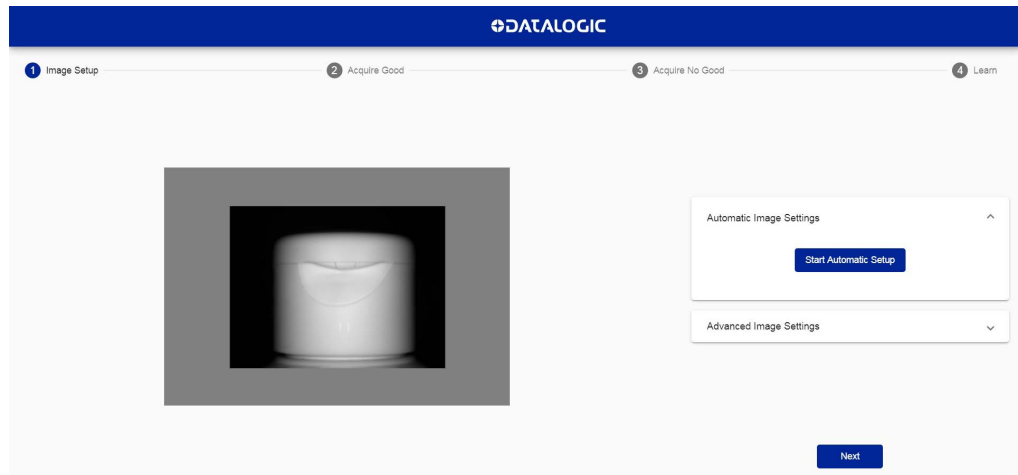 DATALOGIC
1 Image Setup 2 Acquire Good 3 Acquire No Good 4 Learn
Automatic Image Settings
Start Automatic Setup
Advanced Image Settings
Next